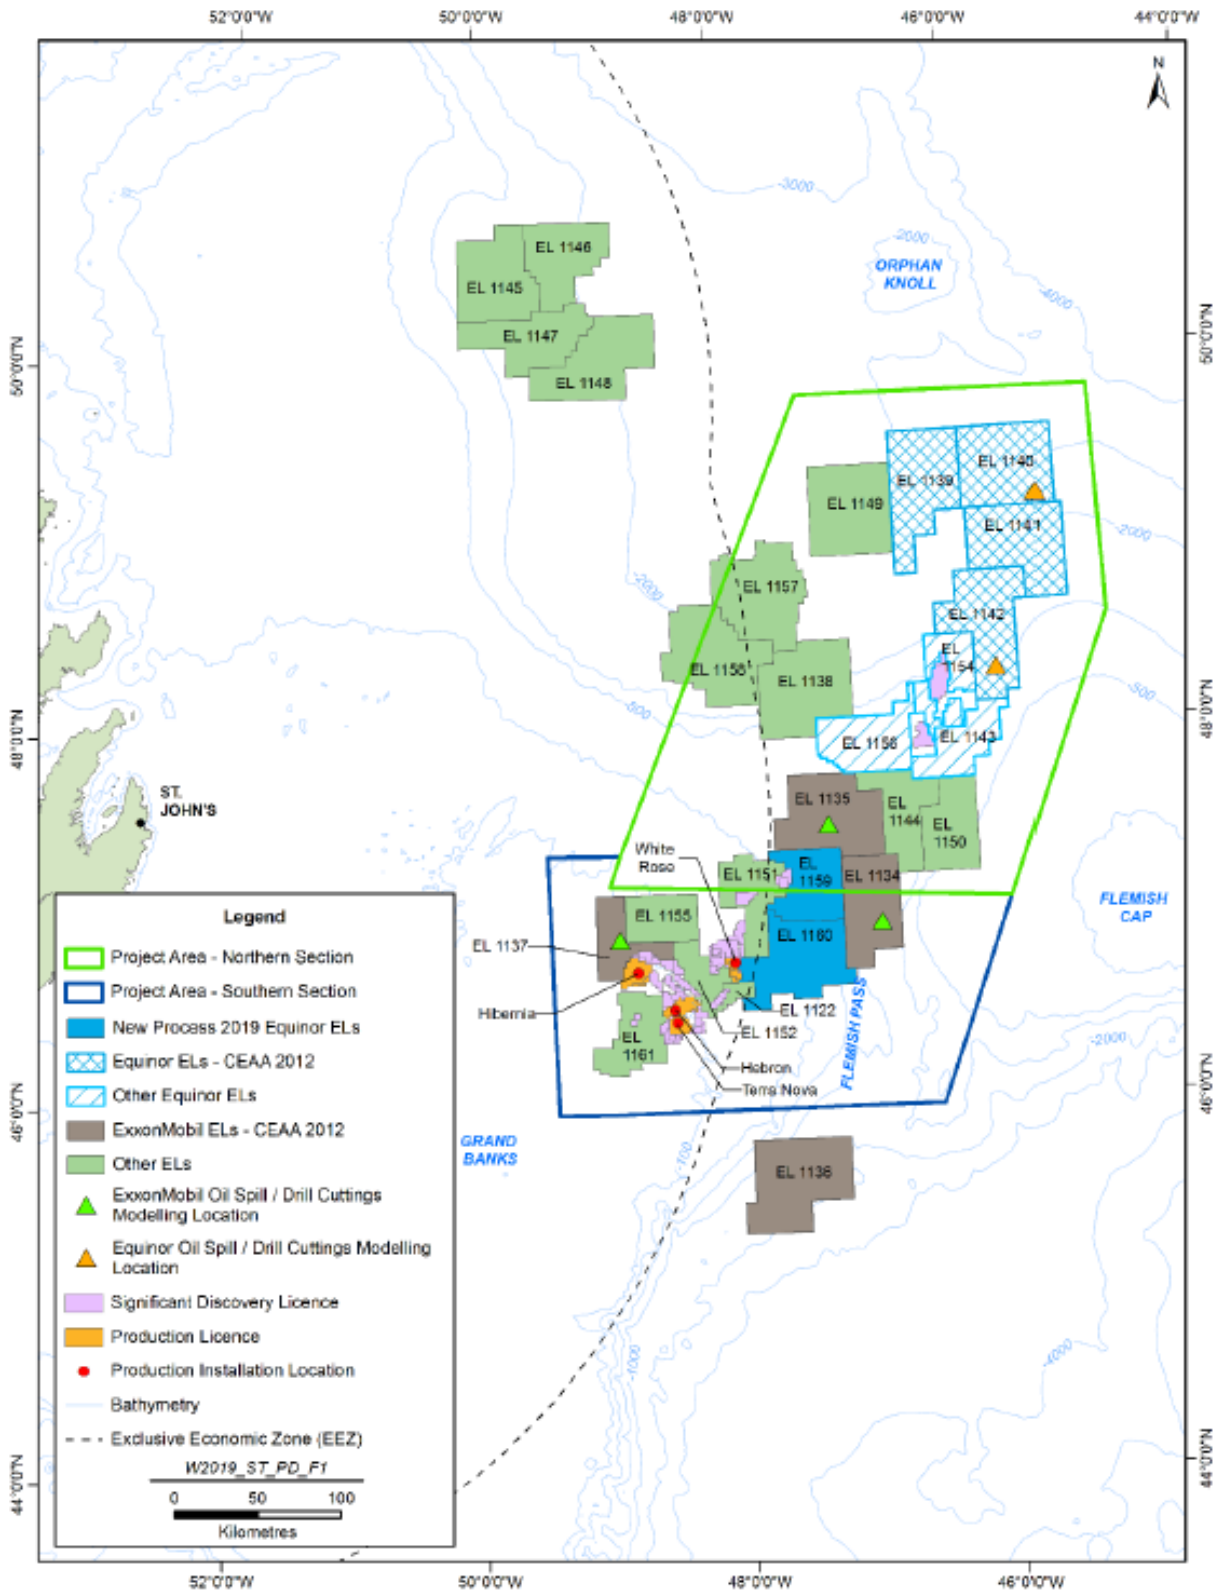 52°0'0"W
50°0'0"W
48°0'0"W
46°0'0"W
44°0'0"W
N
-3000
-2000
ORPHAN
KNOLL
-4000
EL 1146
EL 1145
EL 1147
EL 1148
50°0'0"N
50°0'0"N
EL 1140
EL 1139
EL 1149
EL 1141
-2000
-2000
EL 1157
EL 1142
EL
1154
EL 1158
EL 1138
-500
-500
48°0'0"N
48°0'0"N
EL 1156
EL 1143
ST.
JOHN'S
EL 1135
EL
1144
EL
1150
White
Rose
EL 1151
EL
1159
EL 1134
FLEMISH
CAP
EL 1155
EL 1137
EL 1160
Hibernia
EL 1122
EL 1152
FLEMISH PASS
EL
1161
Hebron
Terra Nova
-2000
46°0'0"N
46°0'0"N
GRAND
BANKS
-100
EL 1136
-1000
-4000
44°0'0"N
44°0'0"N
Legend
Project Area - Northern Section
Project Area - Southern Section
New Process 2019 Equinor ELs
Equinor ELs - CEAA 2012
Other Equinor ELs
ExxonMobil ELs - CEAA 2012
Other ELs
ExxonMobil Oil Spill / Drill Cuttings
Modelling Location
Equinor Oil Spill / Drill Cuttings Modelling
Location
Significant Discovery Licence
Production Licence
Production Installation Location
Bathymetry
Exclusive Economic Zone (EEZ)
W2019_ST_PD_F1
0 50 100
Kilometres
52°0'0"W
50°0'0"W
48°0'0"W
46°0'0"W